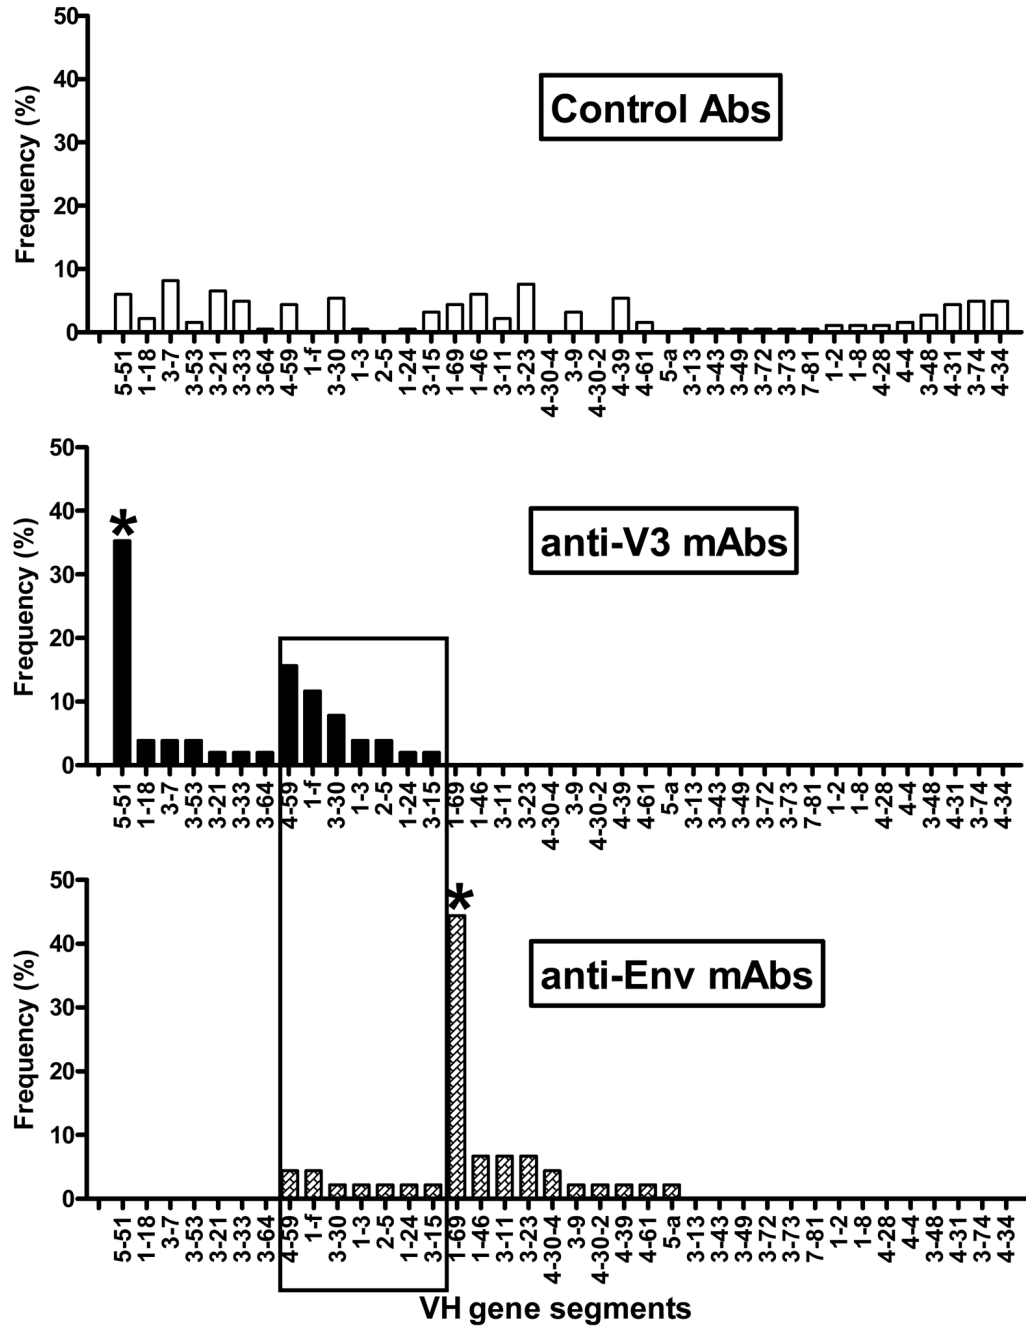 50
40
30
20
10
0
Frequency (%)
Control Abs
5-51 1-18 3-7 3-53 3-21 3-33 3-64 4-59 1-f 3-30 1-3 2-5 1-24 3-15 1-69 1-46 3-11 3-23 4-30-4 3-9 4-30-2 4-39 4-61 5-a 3-13 3-43 3-49 3-72 3-73 7-81 1-2 1-8 4-28 4-4 3-48 4-31 3-74 4-34
50
40
30
20
10
0
Frequency (%)
*
anti-V3 mAbs
5-51 1-18 3-7 3-53 3-21 3-33 3-64 4-59 1-f 3-30 1-3 2-5 1-24 3-15 1-69 1-46 3-11 3-23 4-30-4 3-9 4-30-2 4-39 4-61 5-a 3-13 3-43 3-49 3-72 3-73 7-81 1-2 1-8 4-28 4-4 3-48 4-31 3-74 4-34
50
40
30
20
10
0
Frequency (%)
*
anti-Env mAbs
5-51 1-18 3-7 3-53 3-21 3-33 3-64 4-59 1-f 3-30 1-3 2-5 1-24 3-15 1-69 1-46 3-11 3-23 4-30-4 3-9 4-30-2 4-39 4-61 5-a 3-13 3-43 3-49 3-72 3-73 7-81 1-2 1-8 4-28 4-4 3-48 4-31 3-74 4-34
VH gene segments